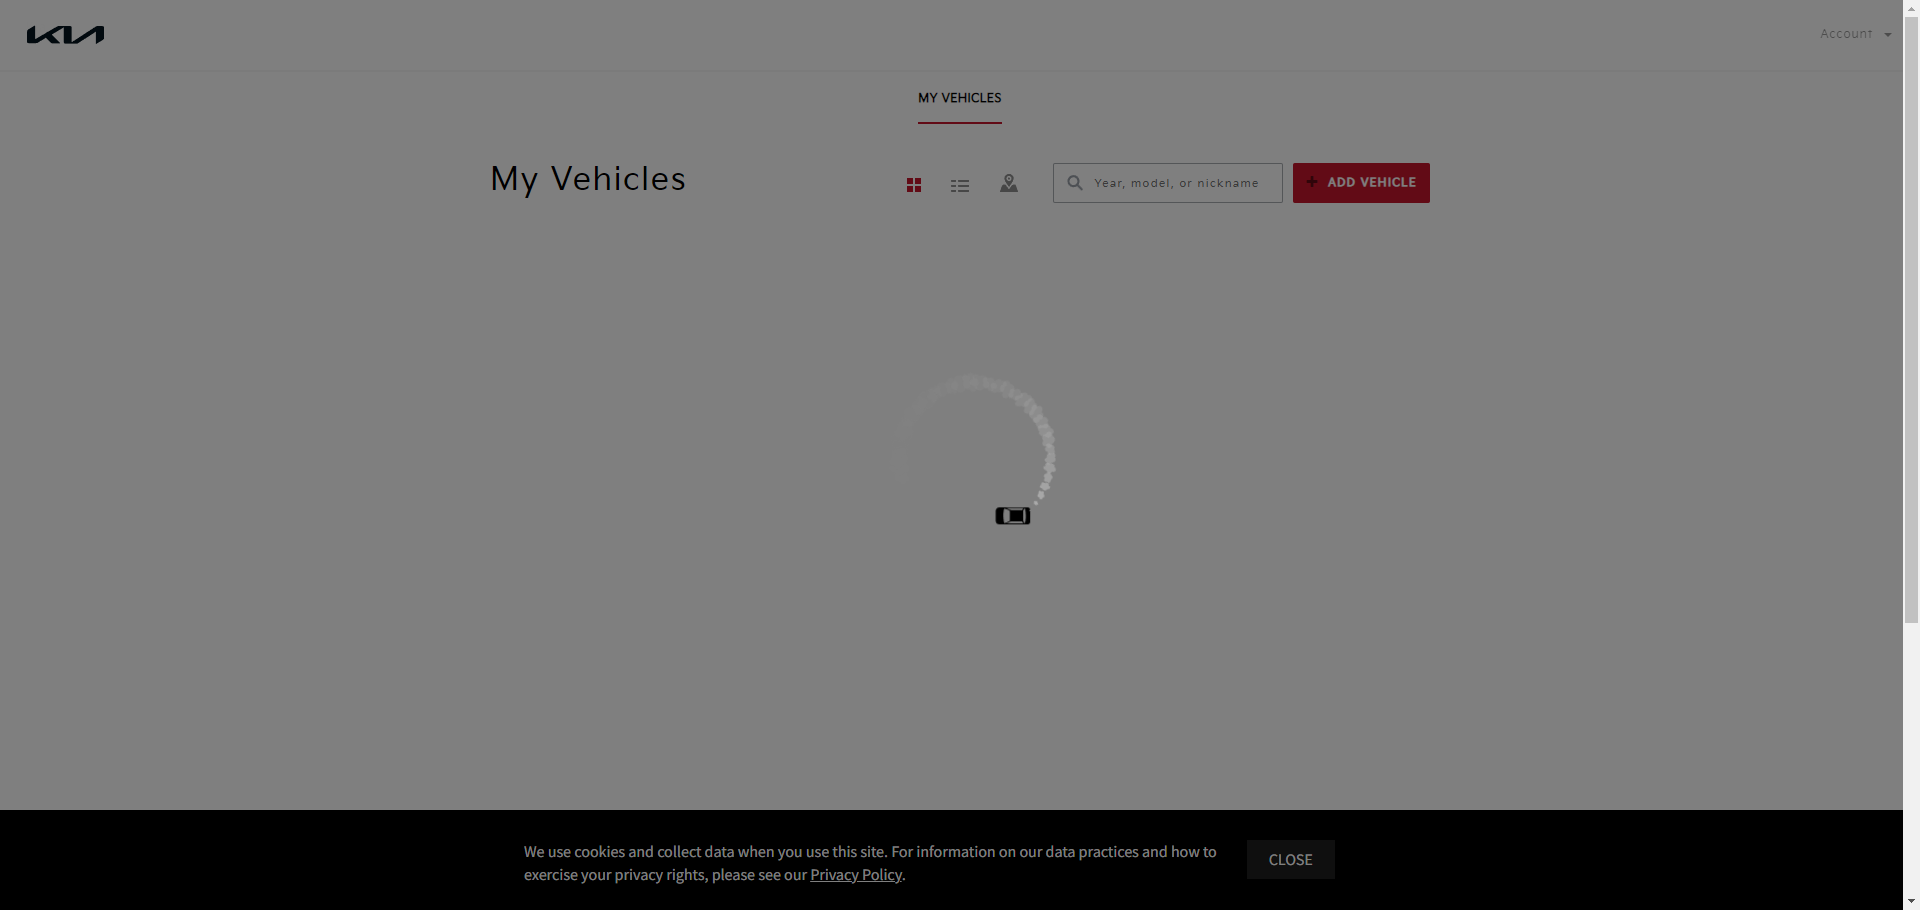 KIA
Account
MY VEHICLES
My Vehicles
Year, model, or nickname
ADD VEHICLE
We use cookies and collect data when you use this site. For information on our data practices and how to
exercise your privacy rights, please see our Privacy Policy.
CLOSE